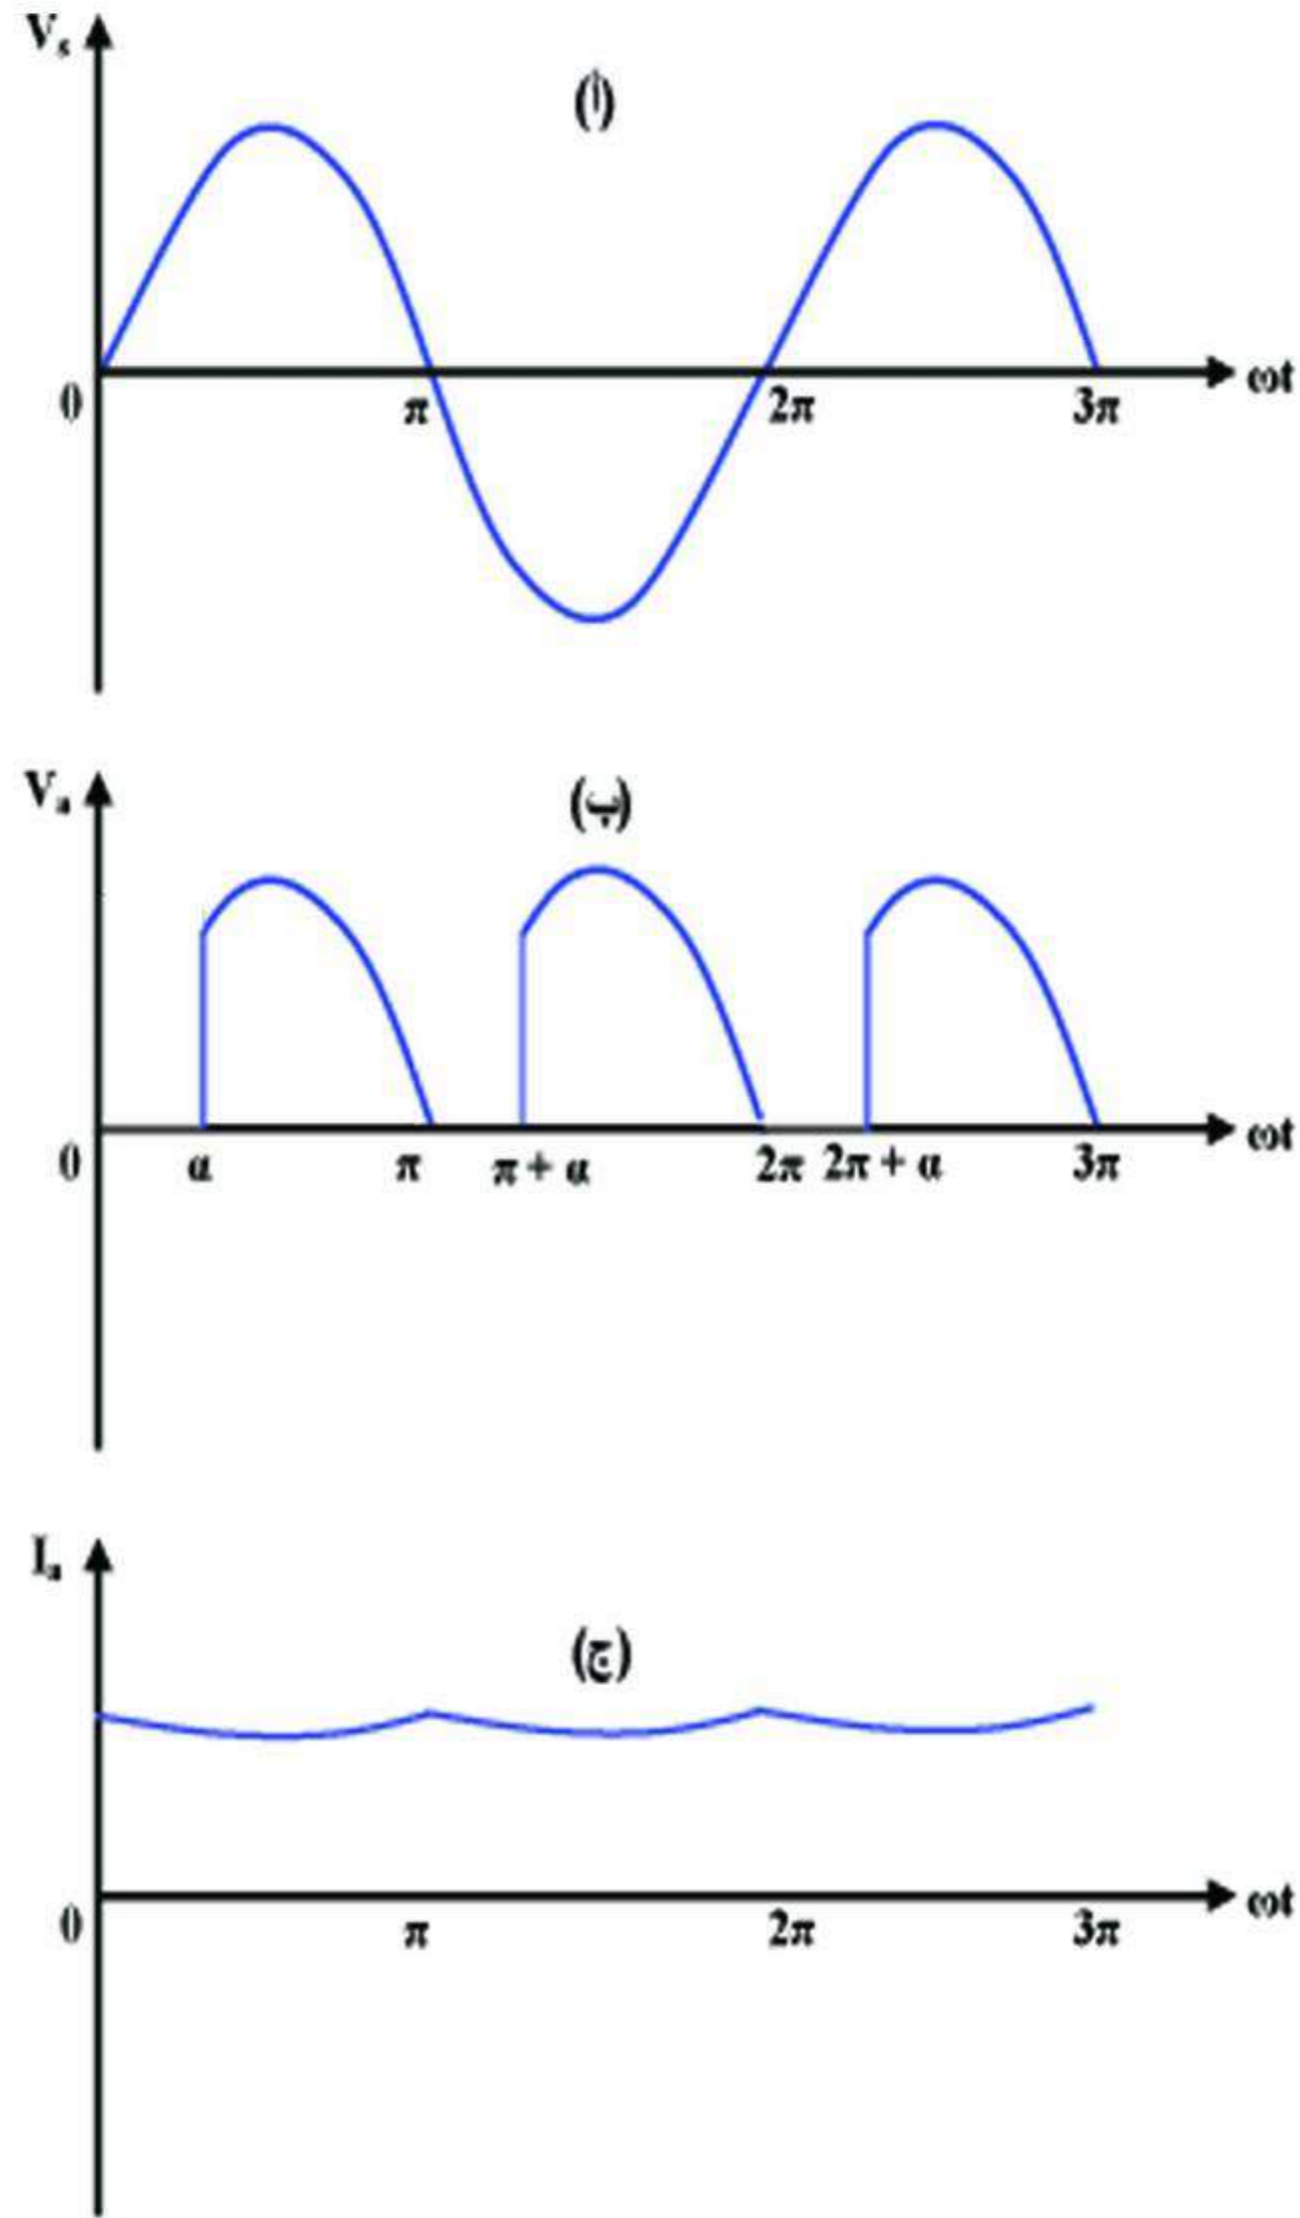 Vs
(أ)
0 π 2π 3π ωt
Va
(ب)
0 α π π + α 2π 2π + α 3π ωt
Ia
(ج)
0 π 2π 3π ωt